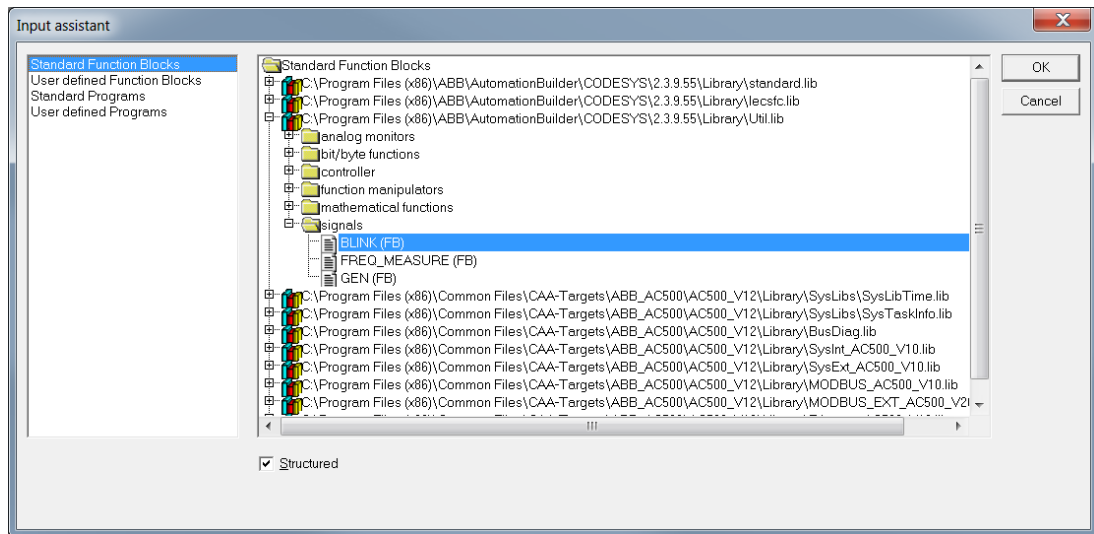 Input assistant
Standard Function Blocks
User defined Function Blocks
Standard Programs
User defined Programs
Standard Function Blocks
C:\Program Files (x86)\ABB\AutomationBuilder\CODESYS\2.3.9.55\Library\standard.lib
C:\Program Files (x86)\ABB\AutomationBuilder\CODESYS\2.3.9.55\Library\Iecsfc.lib
C:\Program Files (x86)\ABB\AutomationBuilder\CODESYS\2.3.9.55\Library\Util.lib
analog monitors
bit/byte functions
controller
function manipulators
mathematical functions
signals
BLINK (FB)
FREQ_MEASURE (FB)
GEN (FB)
C:\Program Files (x86)\Common Files\CAA-Targets\ABB_AC500\AC500_V12\Library\SysLibs\SysLibTime.lib
C:\Program Files (x86)\Common Files\CAA-Targets\ABB_AC500\AC500_V12\Library\SysLibs\SysTaskInfo.lib
C:\Program Files (x86)\Common Files\CAA-Targets\ABB_AC500\AC500_V12\Library\BusDiag.lib
C:\Program Files (x86)\Common Files\CAA-Targets\ABB_AC500\AC500_V12\Library\SysInt_AC500_V10.lib
C:\Program Files (x86)\Common Files\CAA-Targets\ABB_AC500\AC500_V12\Library\SysExt_AC500_V10.lib
C:\Program Files (x86)\Common Files\CAA-Targets\ABB_AC500\AC500_V12\Library\MODBUS_AC500_V10.lib
C:\Program Files (x86)\Common Files\CAA-Targets\ABB_AC500\AC500_V12\Library\MODBUS_EXT_AC500_V2
OK
Cancel
Structured